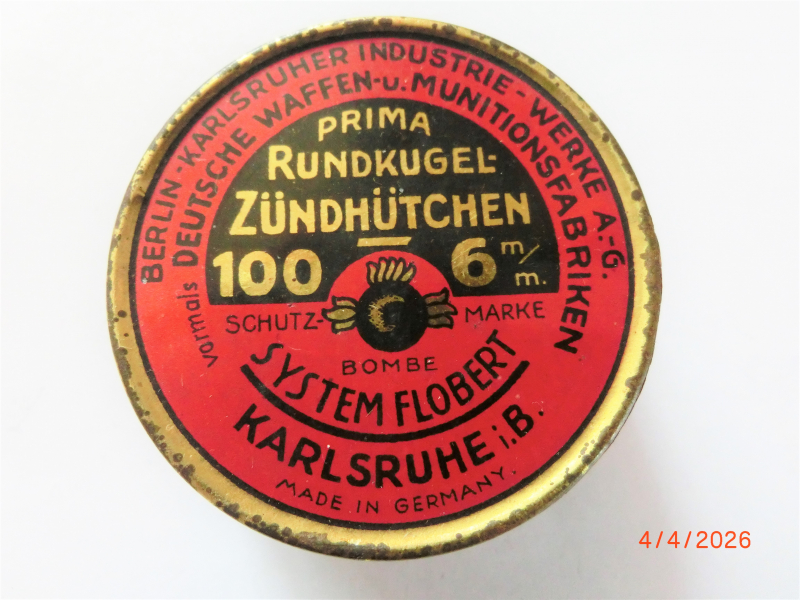 BERLIN-KARLSRUHER INDUSTRIE-WERKE A.-G.
vormals DEUTSCHE WAFFEN-u. MUNITIONSFABRIKEN
PRIMA
RUNDKUGEL-
ZÜNDHÜTCHEN
100 6 m/m.
SCHUTZ- MARKE
BOMBE
SYSTEM FLOBERT
KARLSRUHE i.B.
MADE IN GERMANY.
4/4/2026